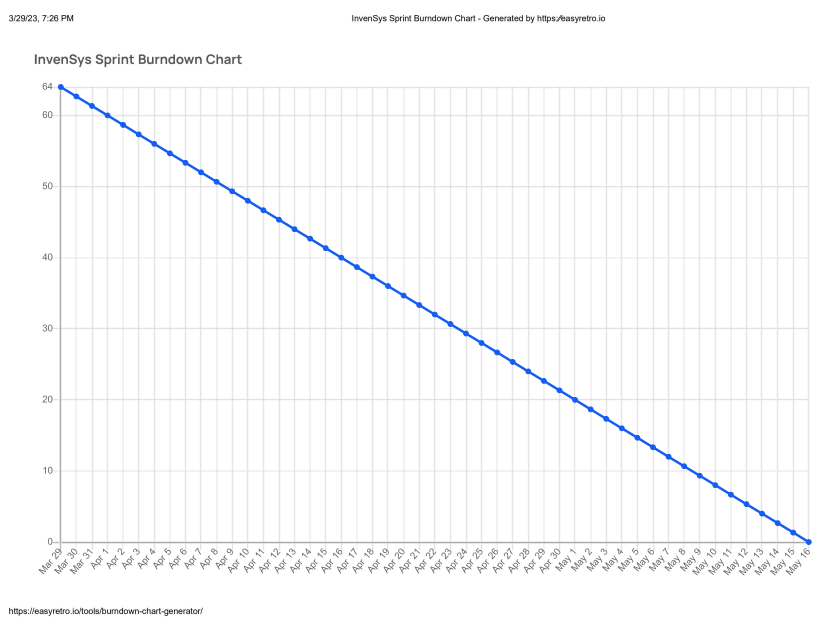 3/29/23, 7:26 PM InvenSys Sprint Burndown Chart - Generated by https://easyretro.io
InvenSys Sprint Burndown Chart
64
60
50
40
30
20
10
0
Mar 29 Mar 30 Mar 31 Apr 1 Apr 2 Apr 3 Apr 4 Apr 5 Apr 6 Apr 7 Apr 8 Apr 9 Apr 10 Apr 11 Apr 12 Apr 13 Apr 14 Apr 15 Apr 16 Apr 17 Apr 18 Apr 19 Apr 20 Apr 21 Apr 22 Apr 23 Apr 24 Apr 25 Apr 26 Apr 27 Apr 28 Apr 29 Apr 30 May 1 May 2 May 3 May 4 May 5 May 6 May 7 May 8 May 9 May 10 May 11 May 12 May 13 May 14 May 15 May 16
https://easyretro.io/tools/burndown-chart-generator/